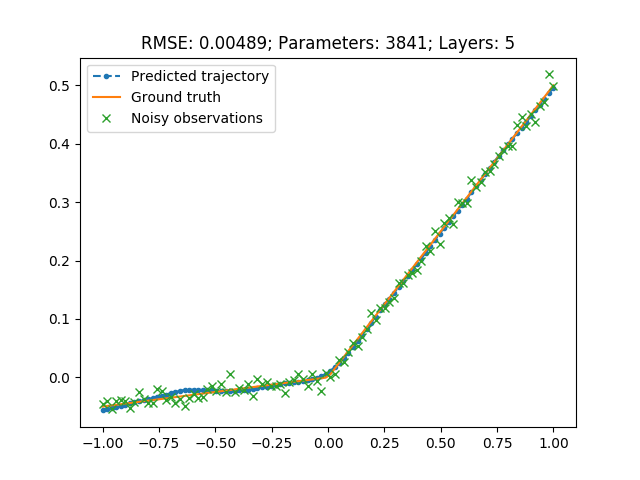 RMSE: 0.00489; Parameters: 3841; Layers: 5
Predicted trajectory
Ground truth
Noisy observations
0.5
0.4
0.3
0.2
0.1
0.0
−1.00 −0.75 −0.50 −0.25 0.00 0.25 0.50 0.75 1.00